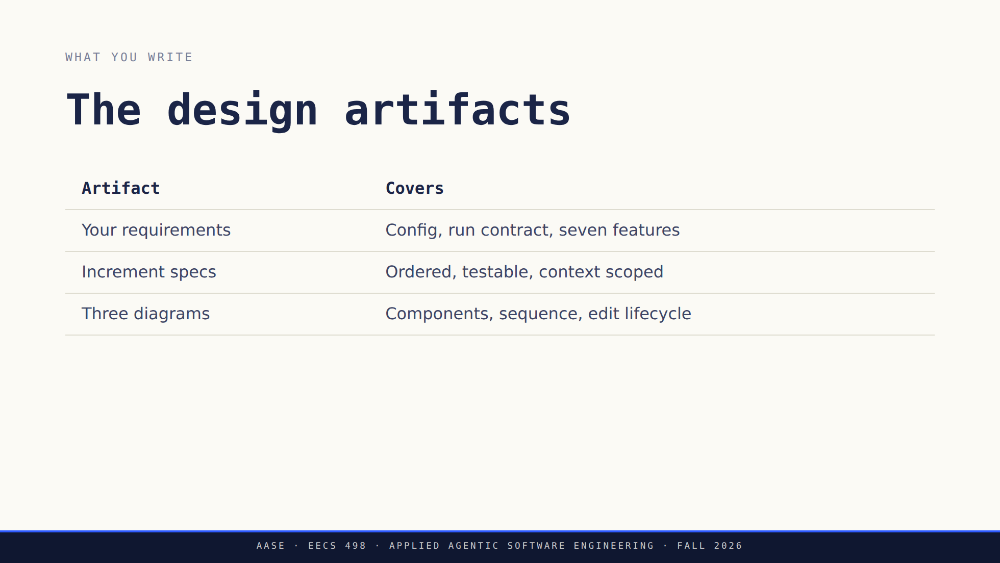 WHAT YOU WRITE
The design artifacts
Artifact Covers
Your requirements Config, run contract, seven features
Increment specs Ordered, testable, context scoped
Three diagrams Components, sequence, edit lifecycle
AASE · EECS 498 · APPLIED AGENTIC SOFTWARE ENGINEERING · FALL 2026